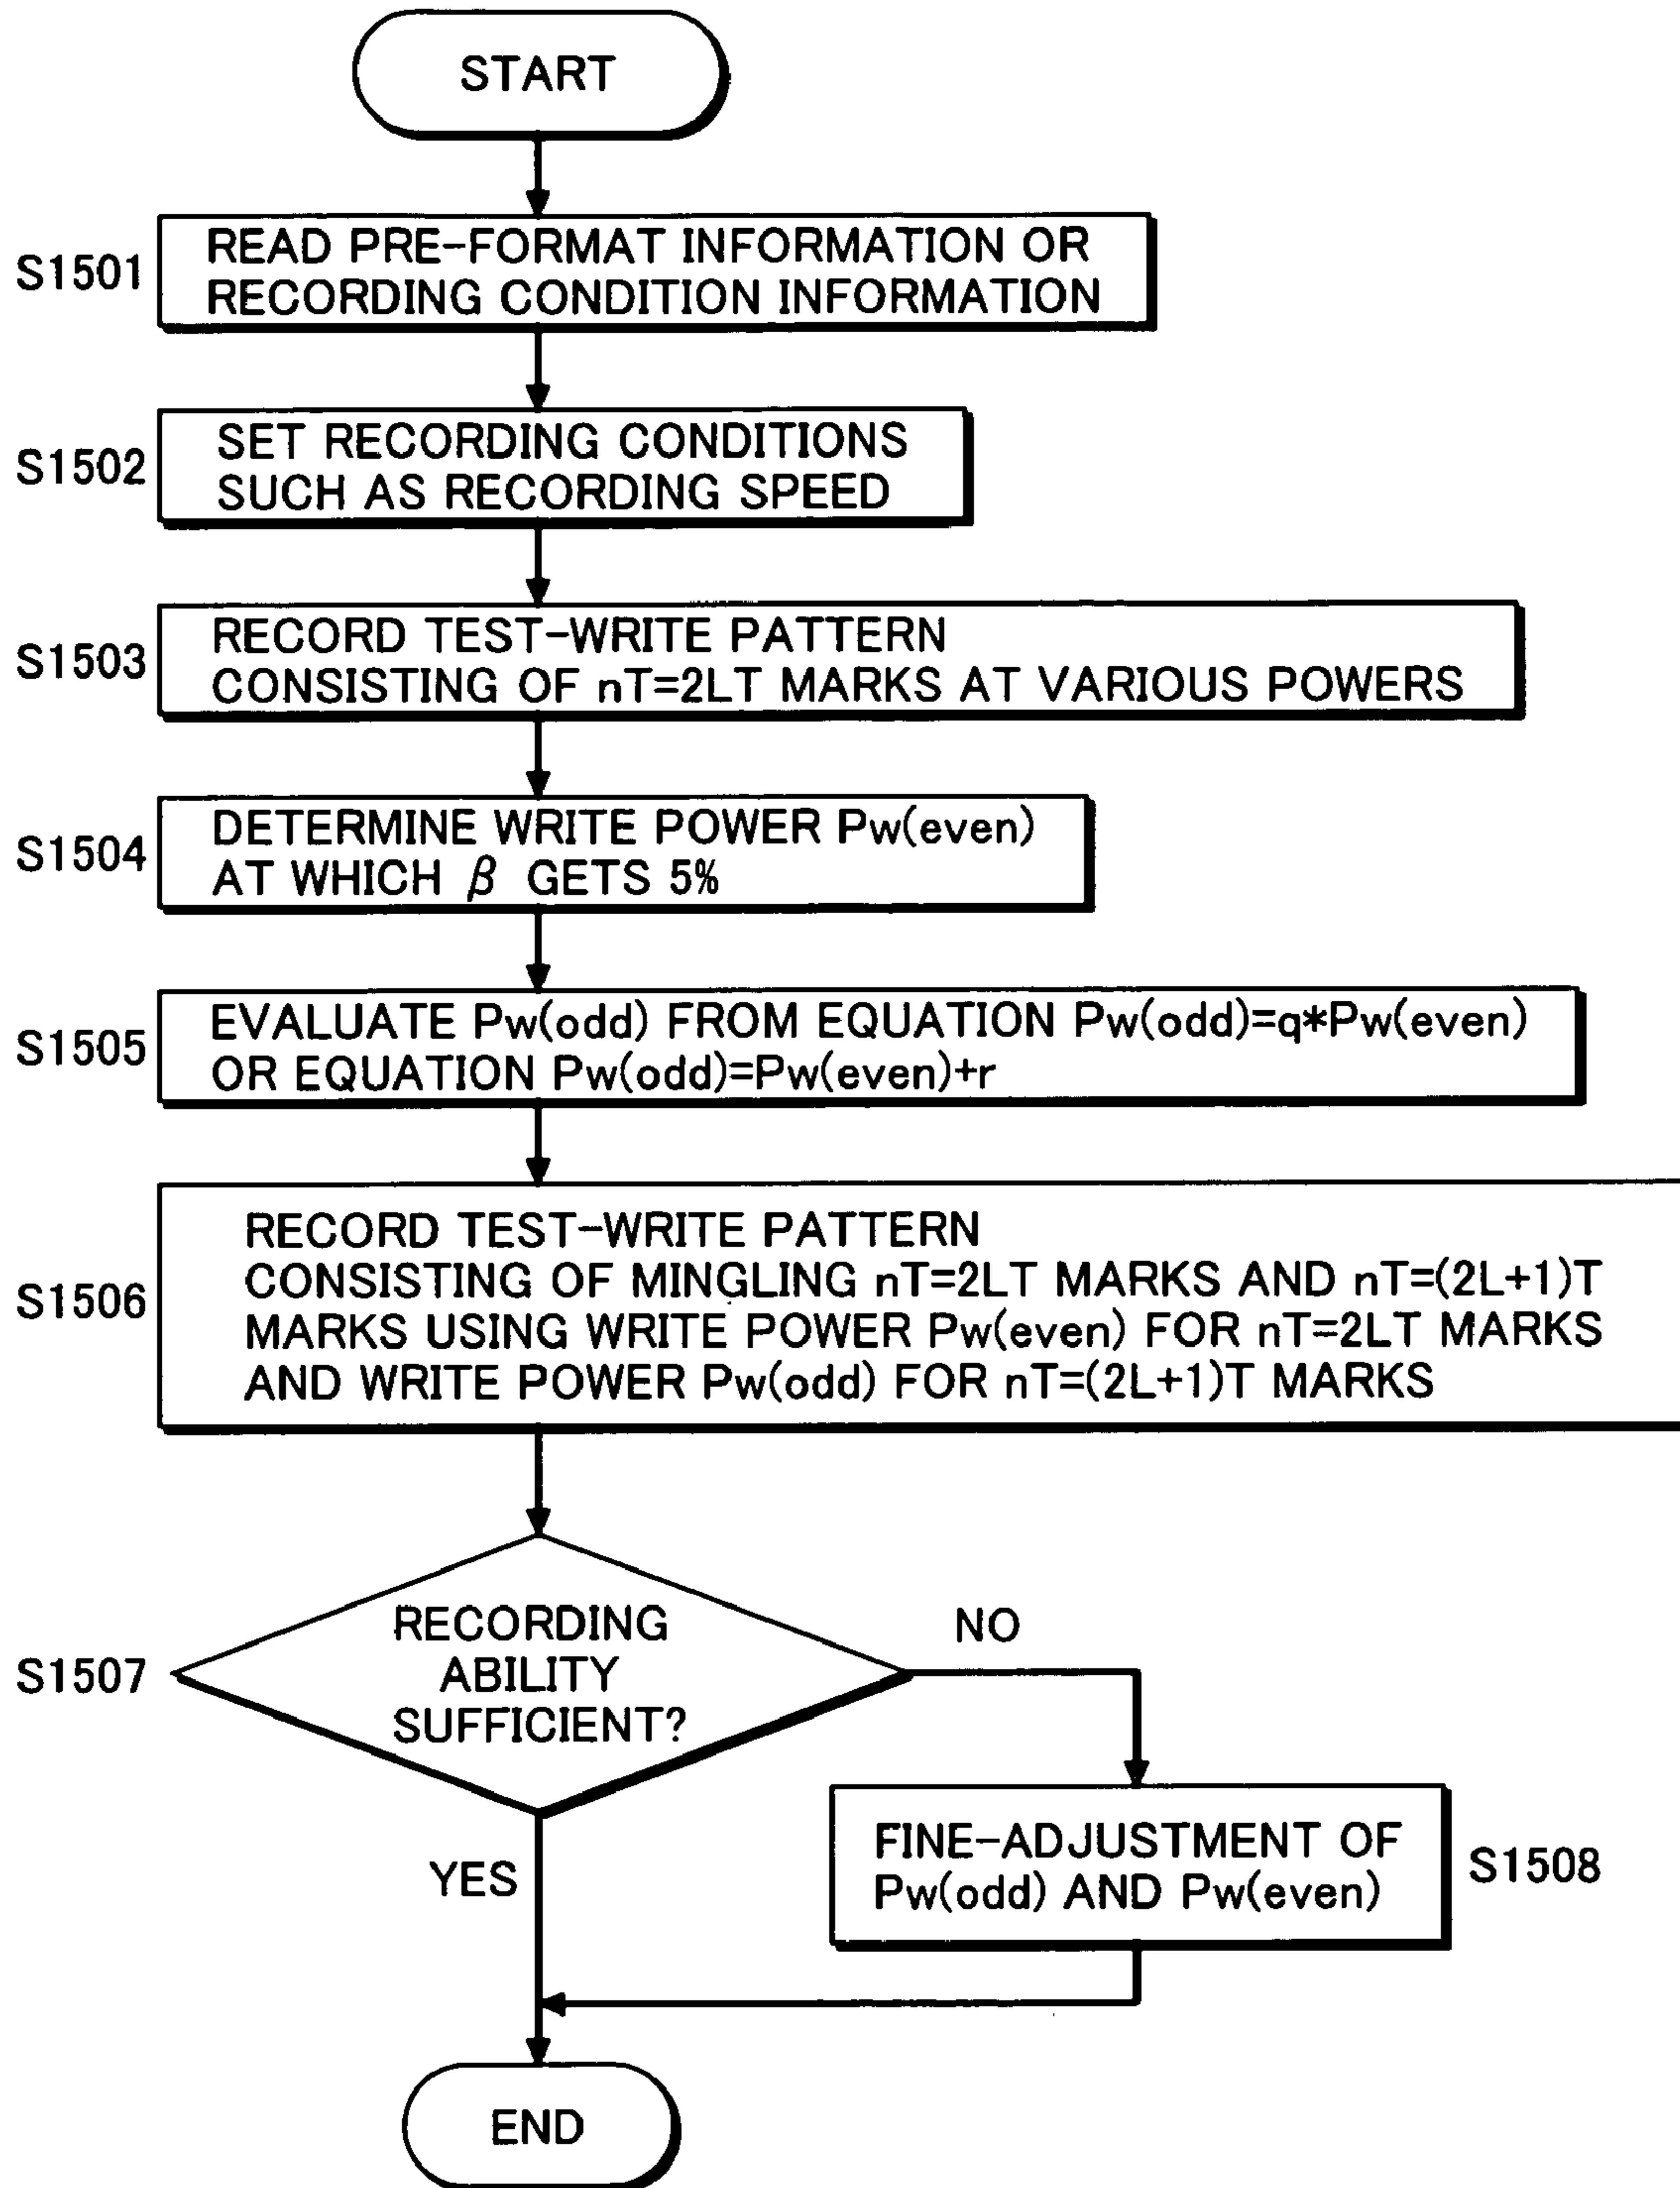 START
S1501
READ PRE-FORMAT INFORMATION OR
RECORDING CONDITION INFORMATION
S1502
SET RECORDING CONDITIONS
SUCH AS RECORDING SPEED
S1503
RECORD TEST-WRITE PATTERN
CONSISTING OF nT=2LT MARKS AT VARIOUS POWERS
S1504
DETERMINE WRITE POWER Pw(even)
AT WHICH β GETS 5%
S1505
EVALUATE Pw(odd) FROM EQUATION Pw(odd)=q*Pw(even)
OR EQUATION Pw(odd)=Pw(even)+r
S1506
RECORD TEST-WRITE PATTERN
CONSISTING OF MINGLING nT=2LT MARKS AND nT=(2L+1)T
MARKS USING WRITE POWER Pw(even) FOR nT=2LT MARKS
AND WRITE POWER Pw(odd) FOR nT=(2L+1)T MARKS
S1507
RECORDING
ABILITY
SUFFICIENT?
NO
YES
FINE-ADJUSTMENT OF
Pw(odd) AND Pw(even)
S1508
END